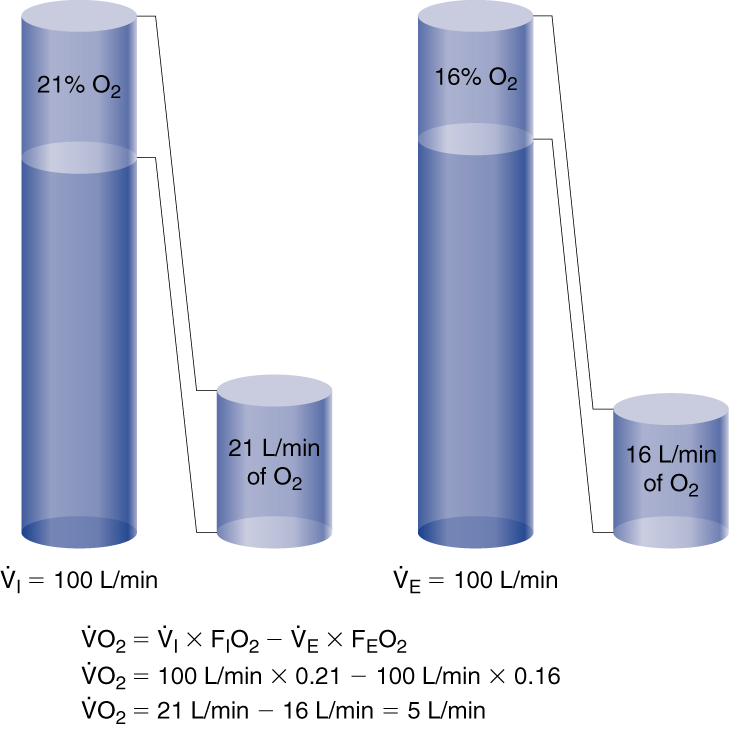 21% O₂
16% O₂
21 L/min
of O₂
16 L/min
of O₂
V̇I = 100 L/min
V̇E = 100 L/min
V̇O₂ = V̇I × FIO₂ − V̇E × FEO₂
V̇O₂ = 100 L/min × 0.21 − 100 L/min × 0.16
V̇O₂ = 21 L/min − 16 L/min = 5 L/min